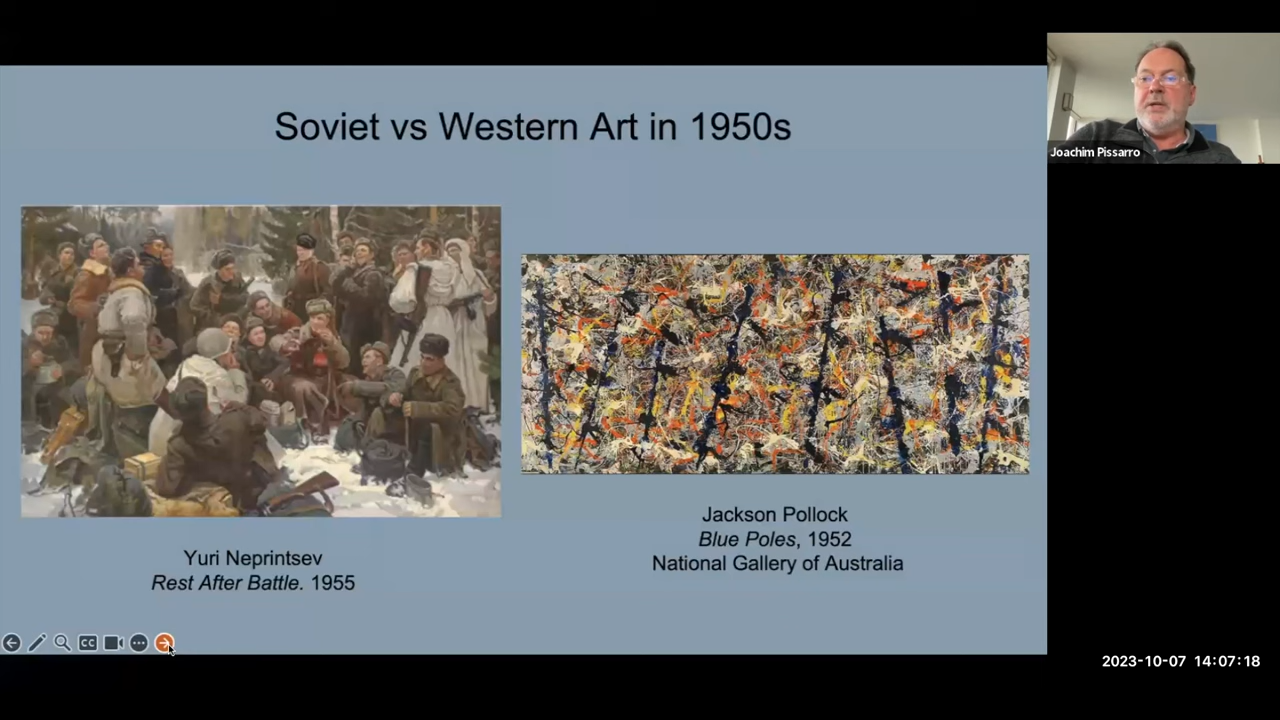 Soviet vs Western Art in 1950s
Joachim Pissarro
Jackson Pollock
Blue Poles, 1952
National Gallery of Australia
Yuri Neprintsev
Rest After Battle. 1955
CC
2023-10-07 14:07:18